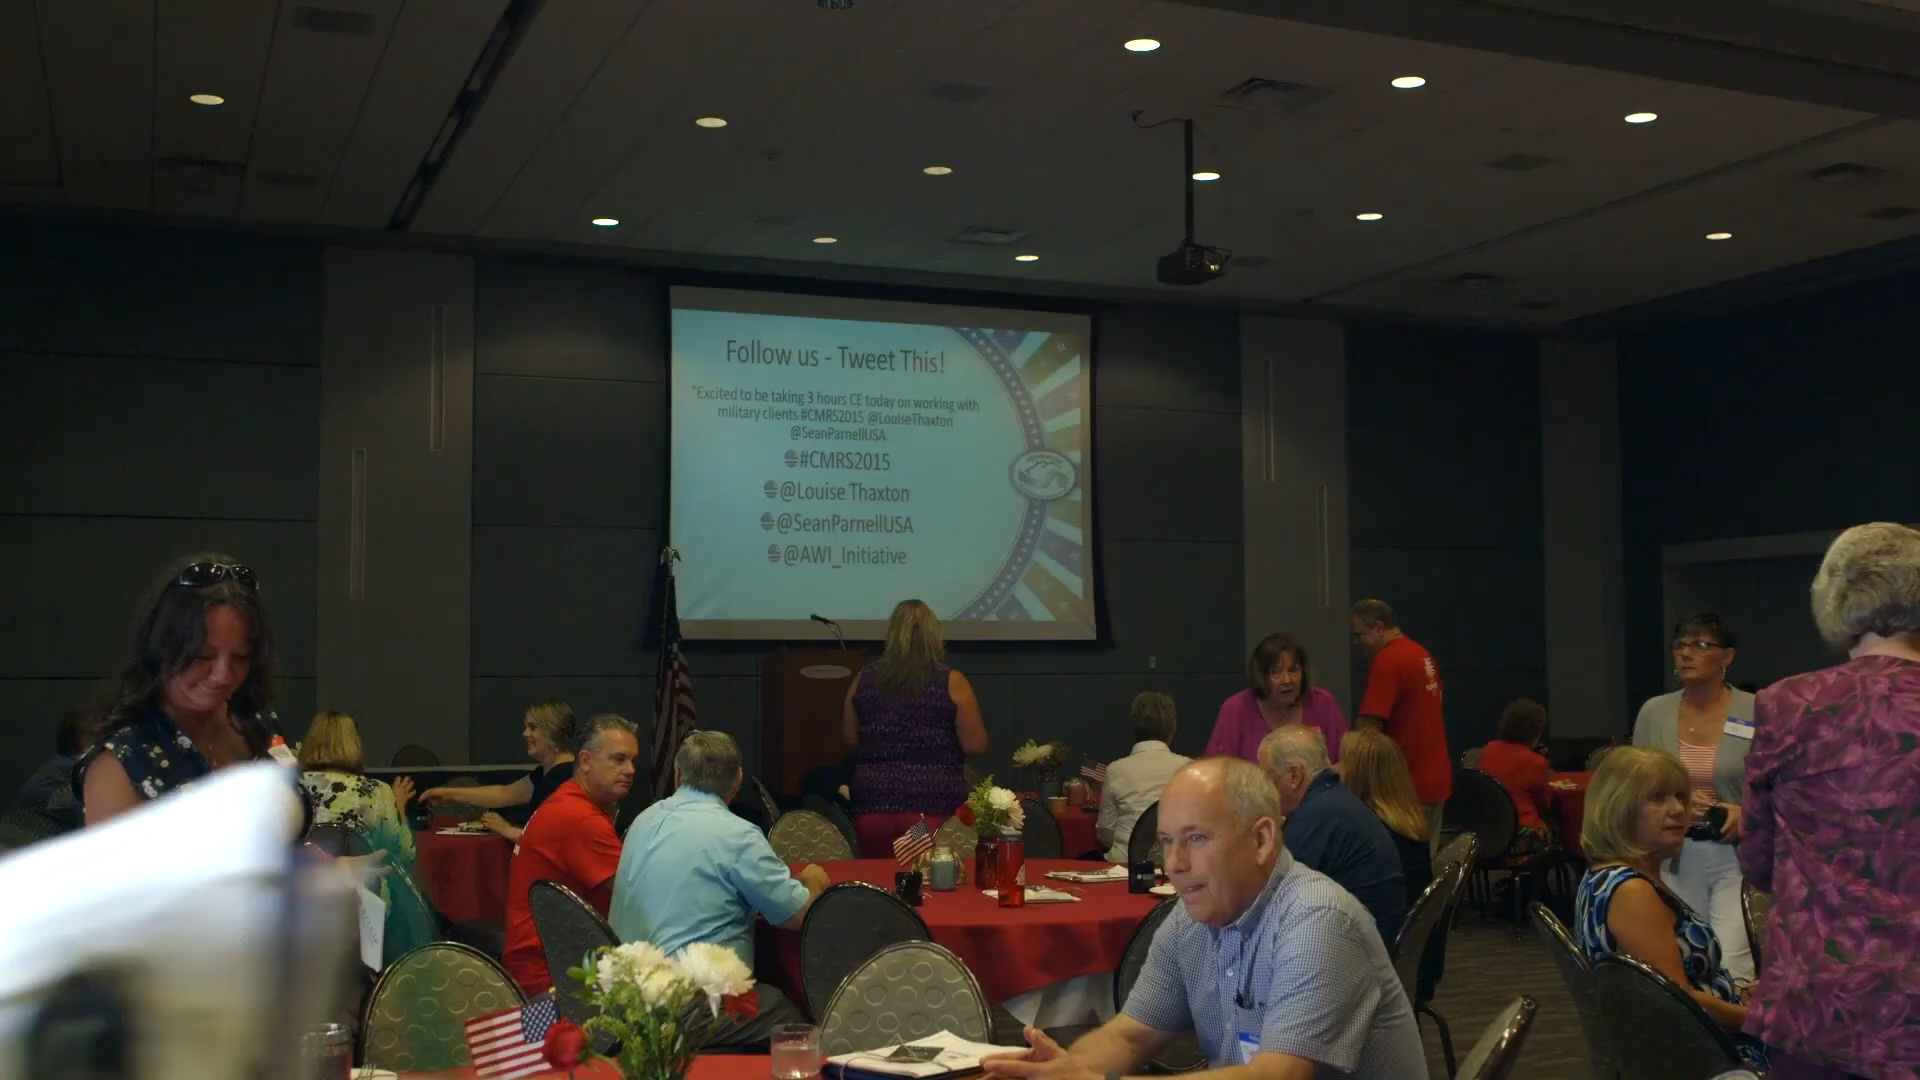 Follow us - Tweet This!
"Excited to be taking 3 hours CE today on working with
military clients #CMRS2015 @LouiseThaxton
@SeanParnellUSA
#CMRS2015
@Louise Thaxton
@SeanParnellUSA
@AWI_Initiative